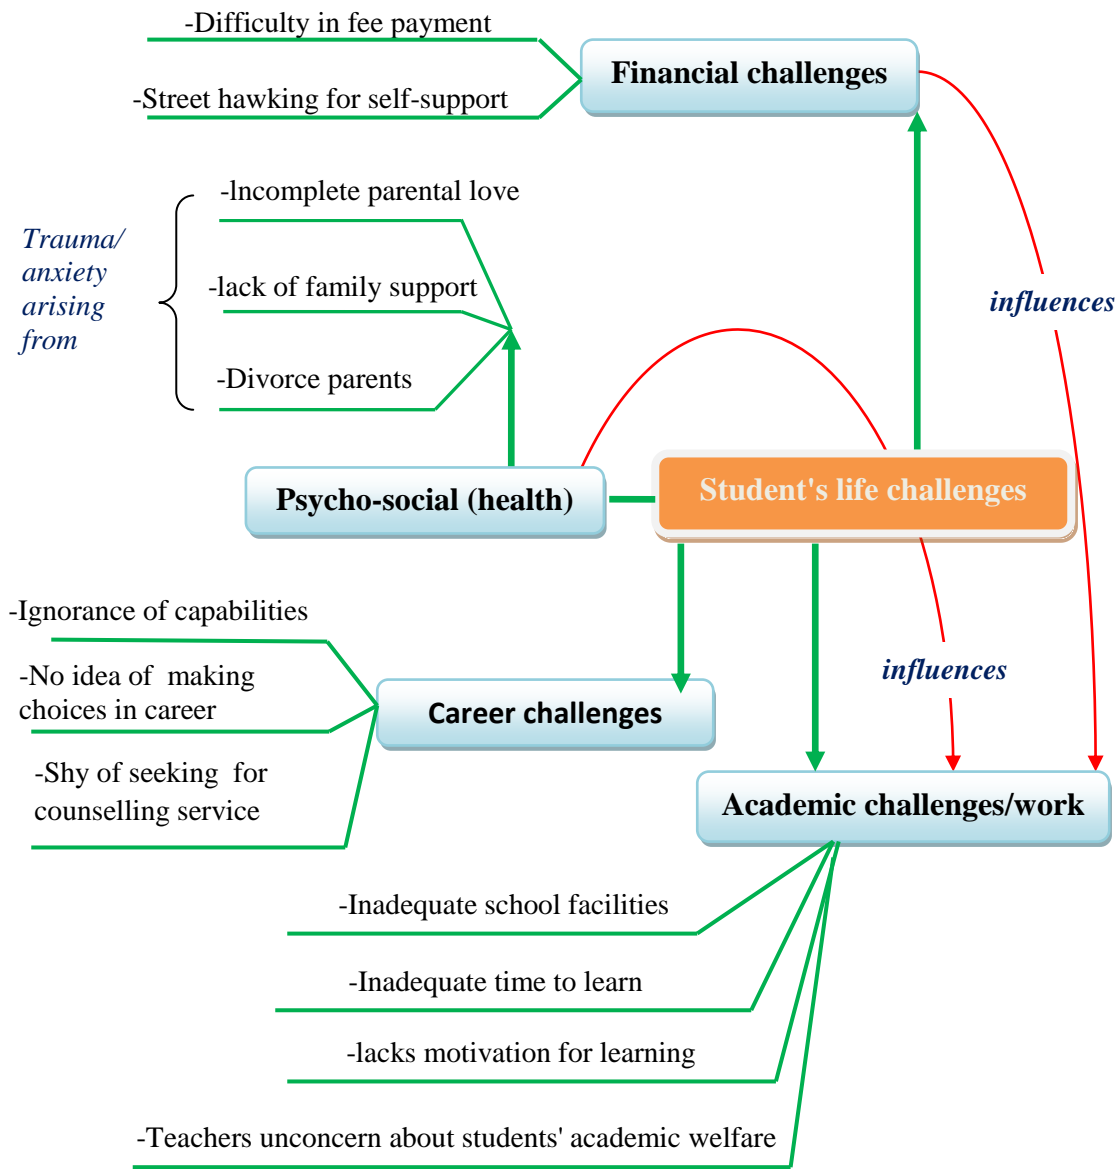 -Difficulty in fee payment
Financial challenges
-Street hawking for self-support
-lncomplete parental love
Trauma/
anxiety
arising
from
-lack of family support
influences
-Divorce parents
Psycho-social (health)
Student's life challenges
-Ignorance of capabilities
-No idea of making
choices in career
influences
Career challenges
-Shy of seeking for
counselling service
Academic challenges/work
-Inadequate school facilities
-Inadequate time to learn
-lacks motivation for learning
-Teachers unconcern about students' academic welfare